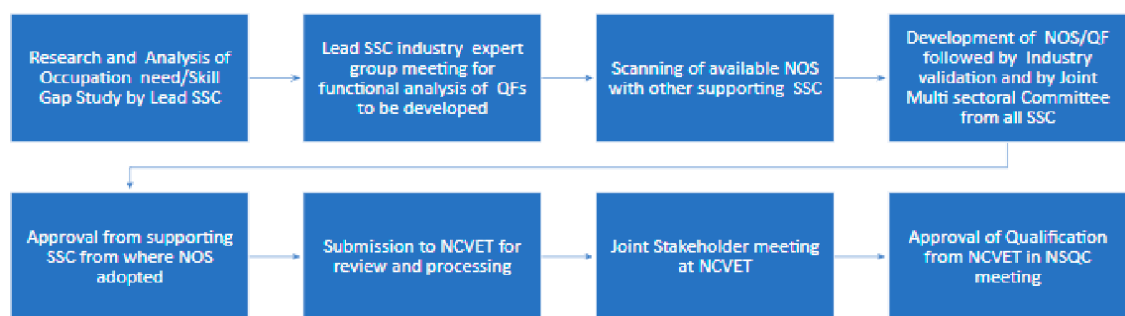 Research and Analysis of
Occupation need/Skill
Gap Study by Lead SSC
Lead SSC industry expert
group meeting for
functional analysis of QFs
to be developed
Scanning of available NOS
with other supporting SSC
Development of NOS/QF
followed by Industry
validation and by Joint
Multi sectoral Committee
from all SSC
Approval from supporting
SSC from where NOS
adopted
Submission to NCVET for
review and processing
Joint Stakeholder meeting
at NCVET
Approval of Qualification
from NCVET in NSQC
meeting